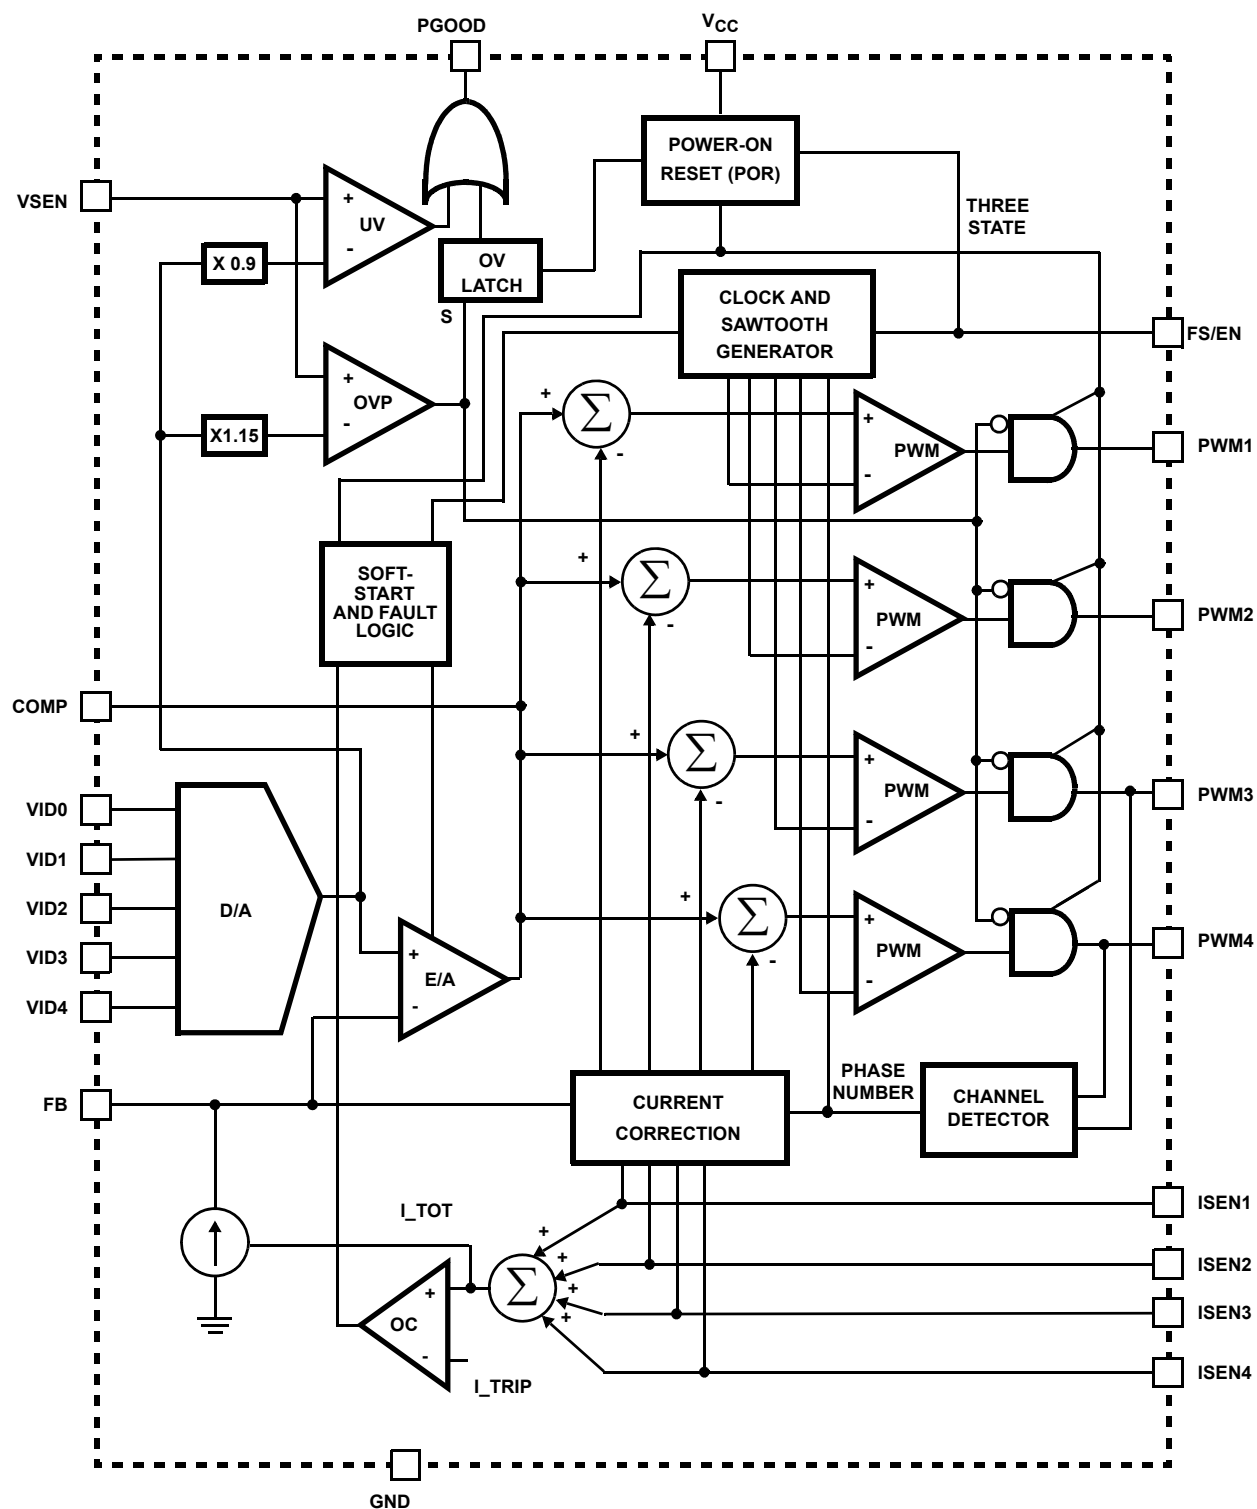 PGOOD
VCC
POWER-ON
RESET (POR)
VSEN
+
UV
-
THREE
STATE
X 0.9
OV
LATCH
S
CLOCK AND
SAWTOOTH
GENERATOR
FS/EN
+
OVP
-
X1.15
+
Σ
-
+
PWM
-
PWM1
SOFT-
START
AND FAULT
LOGIC
+
Σ
-
+
PWM
-
PWM2
COMP
+
Σ
-
+
PWM
-
PWM3
VID0
VID1
VID2
VID3
VID4
D/A
+
E/A
-
+
Σ
-
+
PWM
-
PWM4
FB
CURRENT
CORRECTION
PHASE
NUMBER
CHANNEL
DETECTOR
I_TOT
+
+
+
+
Σ
ISEN1
ISEN2
ISEN3
ISEN4
+
OC
-
I_TRIP
GND